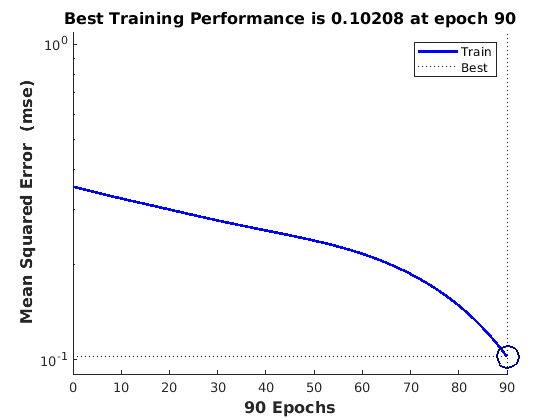 Best Training Performance is 0.10208 at epoch 90
Train
Best
Mean Squared Error (mse)
10^0
10^-1
0 10 20 30 40 50 60 70 80 90
90 Epochs